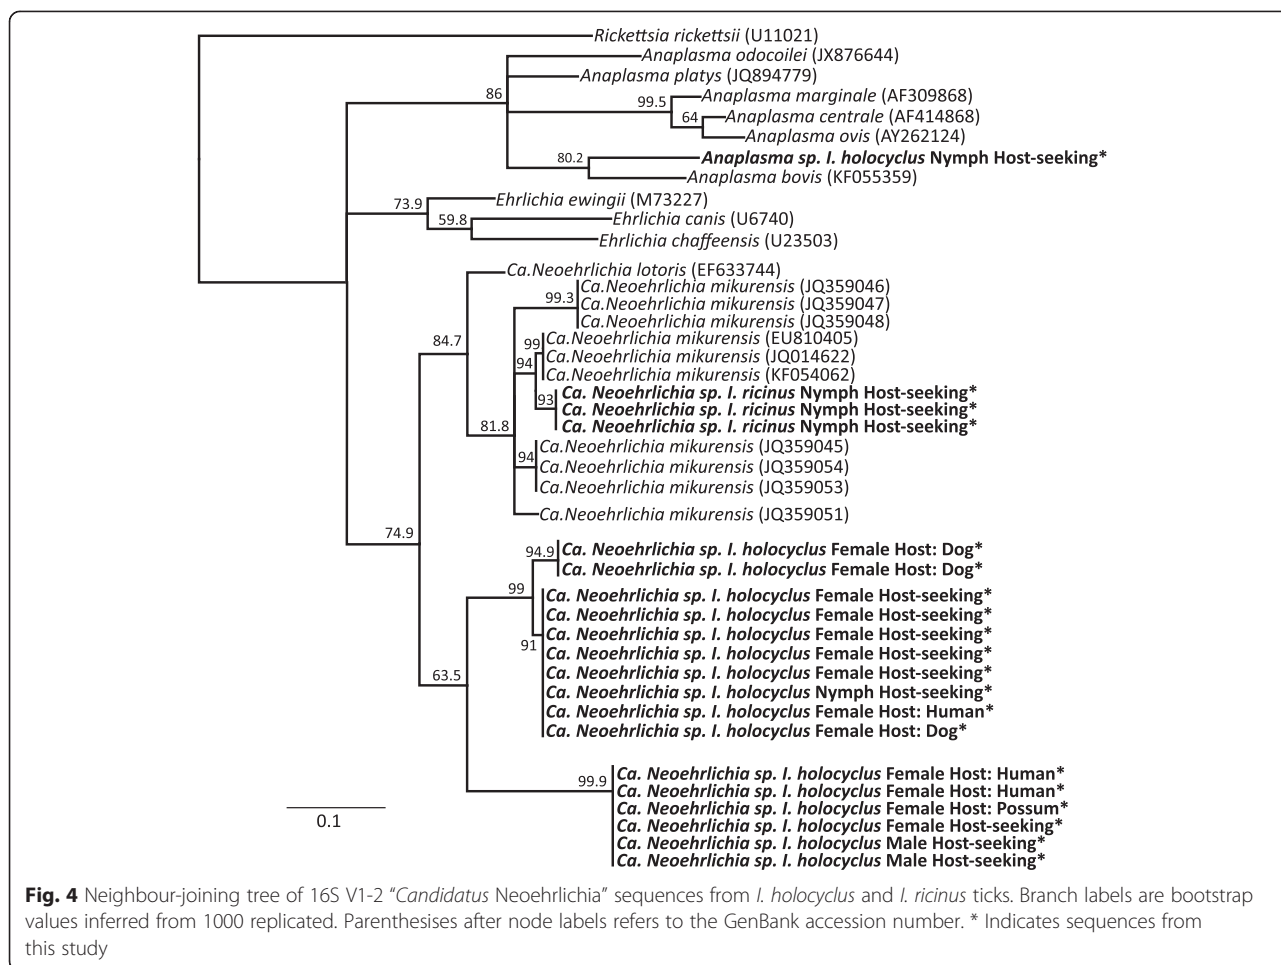 Rickettsia rickettsii (U11021)
Anaplasma odocoilei (JX876644)
Anaplasma platys (JQ894779)
86
99.5
Anaplasma marginale (AF309868)
64
Anaplasma centrale (AF414868)
Anaplasma ovis (AY262124)
80.2
Anaplasma sp. I. holocyclus Nymph Host-seeking*
Anaplasma bovis (KF055359)
73.9
Ehrlichia ewingii (M73227)
59.8
Ehrlichia canis (U6740)
Ehrlichia chaffeensis (U23503)
Ca.Neoehrlichia lotoris (EF633744)
Ca.Neoehrlichia mikurensis (JQ359046)
99.3
Ca.Neoehrlichia mikurensis (JQ359047)
Ca.Neoehrlichia mikurensis (JQ359048)
84.7
99
Ca.Neoehrlichia mikurensis (EU810405)
94
Ca.Neoehrlichia mikurensis (JQ014622)
Ca.Neoehrlichia mikurensis (KF054062)
93
Ca. Neoehrlichia sp. I. ricinus Nymph Host-seeking*
Ca. Neoehrlichia sp. I. ricinus Nymph Host-seeking*
Ca. Neoehrlichia sp. I. ricinus Nymph Host-seeking*
81.8
Ca.Neoehrlichia mikurensis (JQ359045)
94
Ca.Neoehrlichia mikurensis (JQ359054)
Ca.Neoehrlichia mikurensis (JQ359053)
Ca.Neoehrlichia mikurensis (JQ359051)
74.9
94.9
Ca. Neoehrlichia sp. I. holocyclus Female Host: Dog*
Ca. Neoehrlichia sp. I. holocyclus Female Host: Dog*
99
Ca. Neoehrlichia sp. I. holocyclus Female Host-seeking*
Ca. Neoehrlichia sp. I. holocyclus Female Host-seeking*
Ca. Neoehrlichia sp. I. holocyclus Female Host-seeking*
91
Ca. Neoehrlichia sp. I. holocyclus Female Host-seeking*
Ca. Neoehrlichia sp. I. holocyclus Female Host-seeking*
63.5
Ca. Neoehrlichia sp. I. holocyclus Nymph Host-seeking*
Ca. Neoehrlichia sp. I. holocyclus Female Host: Human*
Ca. Neoehrlichia sp. I. holocyclus Female Host: Dog*
99.9
Ca. Neoehrlichia sp. I. holocyclus Female Host: Human*
Ca. Neoehrlichia sp. I. holocyclus Female Host: Human*
Ca. Neoehrlichia sp. I. holocyclus Female Host: Possum*
Ca. Neoehrlichia sp. I. holocyclus Female Host-seeking*
Ca. Neoehrlichia sp. I. holocyclus Male Host-seeking*
Ca. Neoehrlichia sp. I. holocyclus Male Host-seeking*
0.1
Fig. 4 Neighbour-joining tree of 16S V1-2 “Candidatus Neoehrlichia” sequences from I. holocyclus and I. ricinus ticks. Branch labels are bootstrap
values inferred from 1000 replicated. Parenthesises after node labels refers to the GenBank accession number. * Indicates sequences from
this study